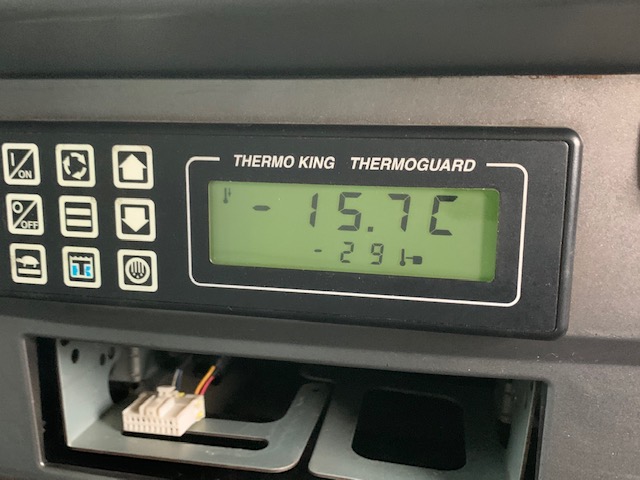 THERMO KING THERMOGUARD
I/ON
-15.7C
O/OFF
-29